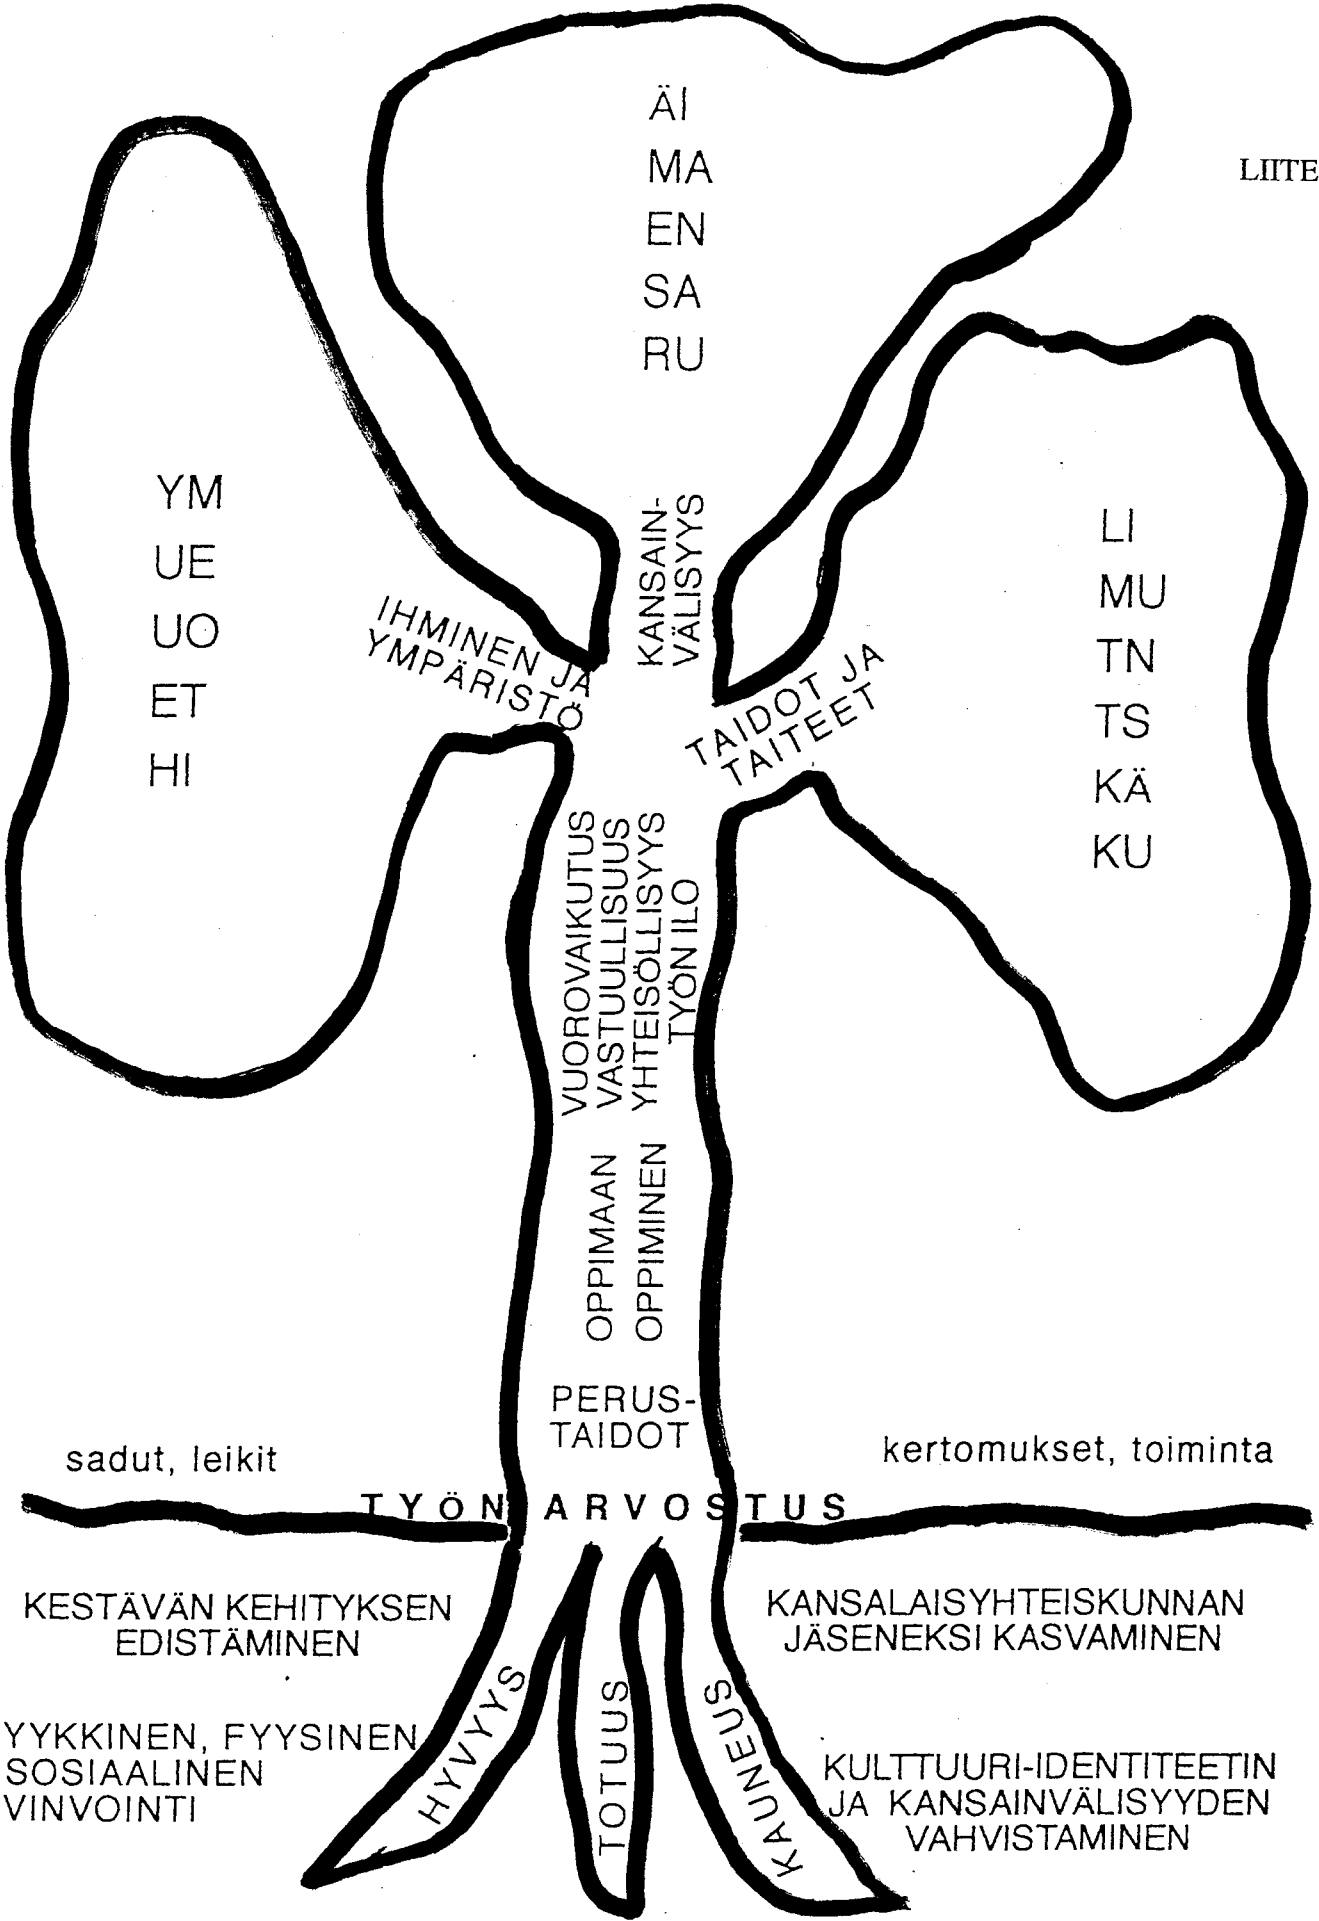 LIITE
ÄI
MA
EN
SA
RU
KANSAIN-
VÄLISYYS
YM
UE
UO
ET
HI
IHMINEN JA
YMPÄRISTÖ
LI
MU
TN
TS
KÄ
KU
TAIDOT JA
TAITEET
VUOROVAIKUTUS
VASTUULLISUUS
YHTEISÖLLISYYS
TYÖN ILO
OPPIMAAN
OPPIMINEN
PERUS-
TAIDOT
sadut, leikit
kertomukset, toiminta
TYÖN ARVOSTUS
KESTÄVÄN KEHITYKSEN
EDISTÄMINEN
KANSALAISYHTEISKUNNAN
JÄSENEKSI KASVAMINEN
YYKKINEN, FYYSINEN
SOSIAALINEN
VINVOINTI
HYVYYS
TOTUUS
KAUNEUS
KULTTUURI-IDENTITEETIN
JA KANSAINVÄLISYYDEN
VAHVISTAMINEN